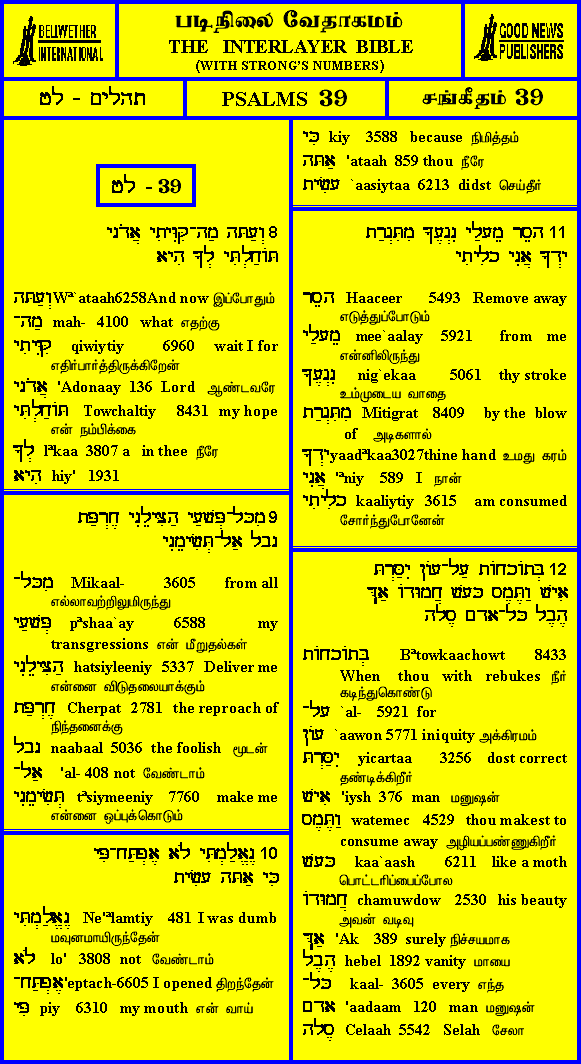 BELLWETHER
INTERNATIONAL
படிநிலை வேதாகமம்
THE INTERLAYER BIBLE
(WITH STRONG'S NUMBERS)
GOOD NEWS
PUBLISHERS
תהלים - לט
PSALMS 39
சங்கீதம் 39
לט - 39
8 וְעַתָּה מַה־קִּוִּיתִי אֲדֹנָי
תּוֹחַלְתִּי לְךָ הִיא
וְעַתָּה Wª`ataah6258And now இப்போதும்
מַה־ mah- 4100 what எதற்கு
קִּוִּיתִי qiwiytiy 6960 wait I for
எதிர்பார்த்திருக்கிறேன்
אֲדֹנָי 'Adonaay 136 Lord ஆண்டவரே
תּוֹחַלְתִּי Towchaltiy 8431 my hope
என் நம்பிக்கை
לְךָ lªkaa 3807 a in thee நீரே
הִיא hiy' 1931
9 מִכָּל־פְּשָׁעַי הַצִּילֵנִי חֶרְפַּת
נָבָל אַל־תְּשִׂימֵנִי
מִכָּל־ Mikaal- 3605 from all
எல்லாவற்றிலுமிருந்து
פְּשָׁעַי pªshaa`ay 6588 my
transgressions என் மீறுதல்கள்
הַצִּילֵנִי hatsiyleeniy 5337 Deliver me
என்னை விடுதலையாக்கும்
חֶרְפַּת Cherpat 2781 the reproach of
நிந்தனைக்கு
נָבָל naabaal 5036 the foolish மூடன்
אַל־ 'al- 408 not வேண்டாம்
תְּשִׂימֵנִי tªsiymeeniy 7760 make me
என்னை ஒப்புக்கொடும்
10 נֶאֱלַמְתִּי לֹא אֶפְתַּח־פִּי
כִּי אַתָּה עָשִׂיתָ
נֶאֱלַמְתִּי Ne'ªlamtiy 481 I was dumb
மவுனமாயிருந்தேன்
לֹא lo' 3808 not வேண்டாம்
אֶפְתַּח־'eptach-6605 I opened திறந்தேன்
פִּי piy 6310 my mouth என் வாய்
כִּי kiy 3588 because நிமித்தம்
אַתָּה 'ataah 859 thou நீரே
עָשִׂיתָ `aasiytaa 6213 didst செய்தீர்
11 הָסֵר מֵעָלַי נִגְעֶךָ מִתִּגְרַת
יָדְךָ אֲנִי כָלִיתִי
הָסֵר Haaceer 5493 Remove away
எடுத்துப்போடும்
מֵעָלַי mee`aalay 5921 from me
என்னிலிருந்து
נִגְעֶךָ nig`ekaa 5061 thy stroke
உம்முடைய வாதை
מִתִּגְרַת Mitigrat 8409 by the blow
of அடிகளால்
יָדְךָ yaadªkaa3027thine hand உமது கரம்
אֲנִי 'ªniy 589 I நான்
כָלִיתִי kaaliytiy 3615 am consumed
சோர்ந்துபோனேன்
12 בְּתוֹכָחוֹת עַל־עָוֺן יִסַּרְתָּ
אִישׁ וַתֶּמֶס כָּעָשׁ חֲמוּדוֹ אַךְ
הֶבֶל כָּל־אָדָם סֶלָה
בְּתוֹכָחוֹת Bªtowkaachowt 8433
When thou with rebukes நீர்
கடிந்துகொண்டு
עַל־ `al- 5921 for
עָוֺן `aawon 5771 iniquity அக்கிரமம்
יִסַּרְתָּ yicartaa 3256 dost correct
தண்டிக்கிறீர்
אִישׁ 'iysh 376 man மனுஷன்
וַתֶּמֶס watemec 4529 thou makest to
consume away அழியப்பண்ணுகிறீர்
כָּעָשׁ kaa`aash 6211 like a moth
பொட்டரிப்பைப்போல
חֲמוּדוֹ chamuwdow 2530 his beauty
அவன் வடிவு
אַךְ 'Ak 389 surely நிச்சயமாக
הֶבֶל hebel 1892 vanity மாயை
כָּל־ kaal- 3605 every எந்த
אָדָם 'aadaam 120 man மனுஷன்
סֶלָה Celaah 5542 Selah சேலா